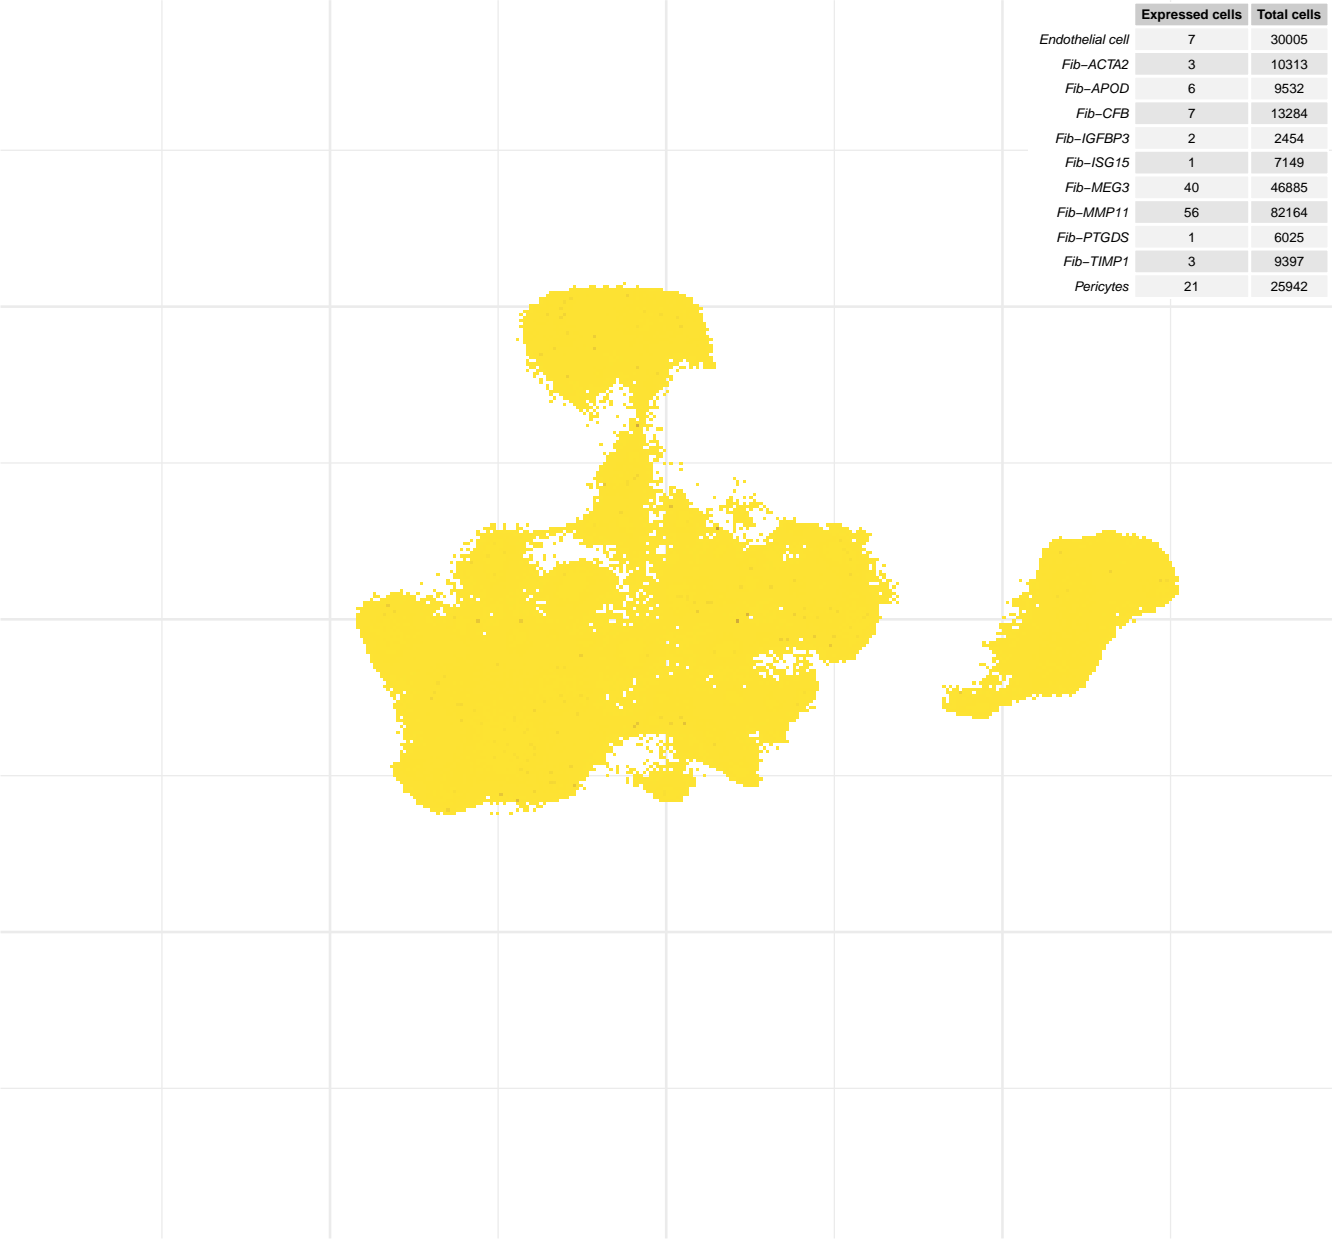 Expressed cells Total cells
Endothelial cell 7 30005
Fib−ACTA2 3 10313
Fib−APOD 6 9532
Fib−CFB 7 13284
Fib−IGFBP3 2 2454
Fib−ISG15 1 7149
Fib−MEG3 40 46885
Fib−MMP11 56 82164
Fib−PTGDS 1 6025
Fib−TIMP1 3 9397
Pericytes 21 25942